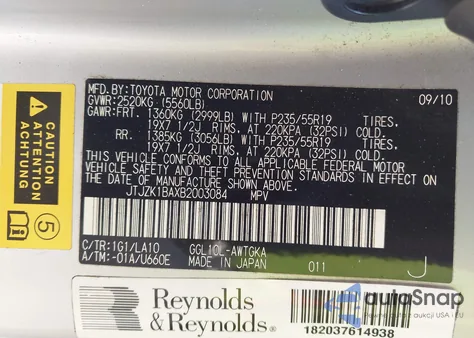 MFD. BY: TOYOTA MOTOR CORPORATION 09/10
GVWR: 2520KG (5560LB)
GAWR: FRT. 1360KG (2999LB) WITH P235/55R19 TIRES,
19X7 1/2J RIMS, AT 220KPA (32PSI) COLD.
RR. 1385KG (3056LB) WITH P235/55R19 TIRES,
19X7 1/2J RIMS, AT 220KPA (32PSI) COLD.
THIS VEHICLE CONFORMS TO ALL APPLICABLE FEDERAL MOTOR
VEHICLE SAFETY AND THEFT PREVENTION STANDARDS IN EFFECT
ON THE DATE OF MANUFACTURE SHOWN ABOVE.
JTJZK1BAXB2003084 MPV
C/TR: 1G1/LA10 GGL10L-AWTGKA
A/TM: -01A/U660E MADE IN JAPAN 011 J
CAUTION
ATTENTION
ACHTUNG
5
Reynolds
& Reynolds®
182037614938
autoSnap